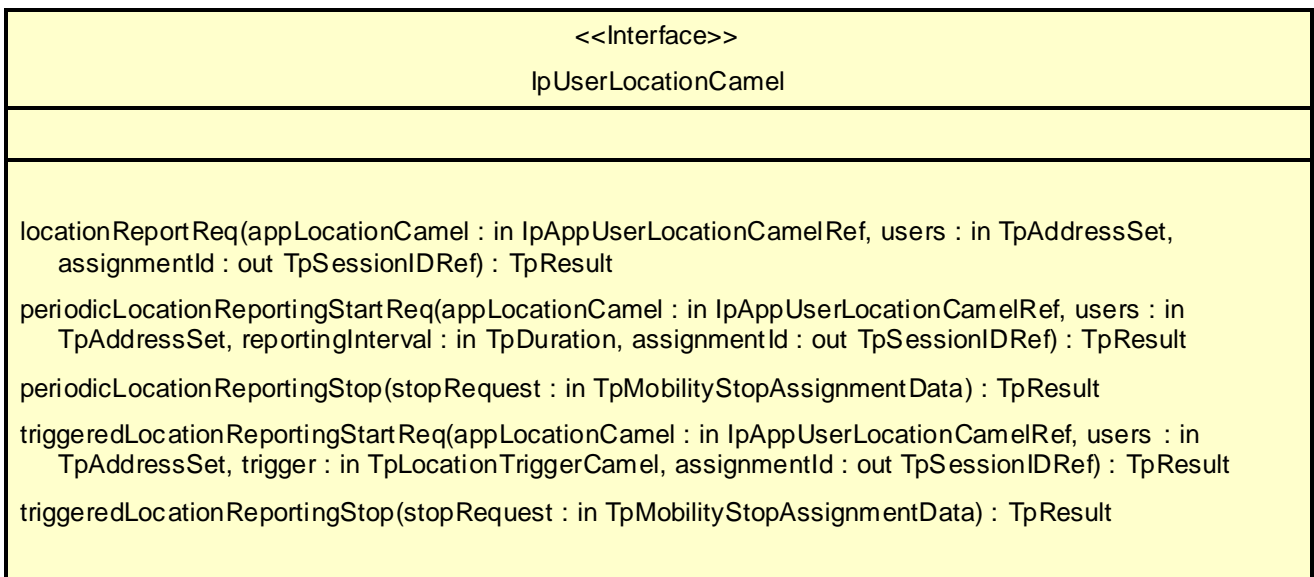 <<Interface>>
IpUserLocationCamel
locationReportReq(appLocationCamel : in IpAppUserLocationCamelRef, users : in TpAddressSet,
assignmentId : out TpSessionIDRef) : TpResult
periodicLocationReportingStartReq(appLocationCamel : in IpAppUserLocationCamelRef, users : in
TpAddressSet, reportingInterval : in TpDuration, assignmentId : out TpSessionIDRef) : TpResult
periodicLocationReportingStop(stopRequest : in TpMobilityStopAssignmentData) : TpResult
triggeredLocationReportingStartReq(appLocationCamel : in IpAppUserLocationCamelRef, users : in
TpAddressSet, trigger : in TpLocationTriggerCamel, assignmentId : out TpSessionIDRef) : TpResult
triggeredLocationReportingStop(stopRequest : in TpMobilityStopAssignmentData) : TpResult